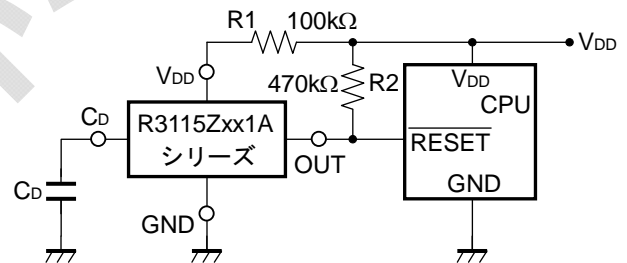 R1 100kΩ
VDD
VDD
470kΩ R2
VDD
CPU
CD
R3115Zxx1A
シリーズ
OUT
RESET
CD
GND
GND